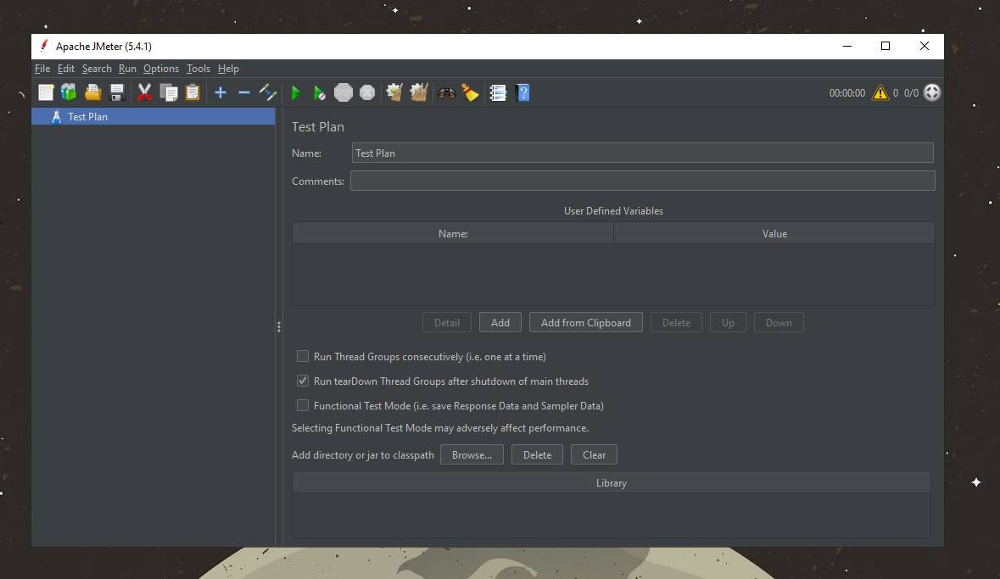 Apache JMeter (5.4.1)
File Edit Search Run Options Tools Help
00:00:00 0 0/0
Test Plan
Test Plan
Name: Test Plan
Comments:
User Defined Variables
Name: Value
Detail Add Add from Clipboard Delete Up Down
Run Thread Groups consecutively (i.e. one at a time)
Run tearDown Thread Groups after shutdown of main threads
Functional Test Mode (i.e. save Response Data and Sampler Data)
Selecting Functional Test Mode may adversely affect performance.
Add directory or jar to classpath Browse... Delete Clear
Library